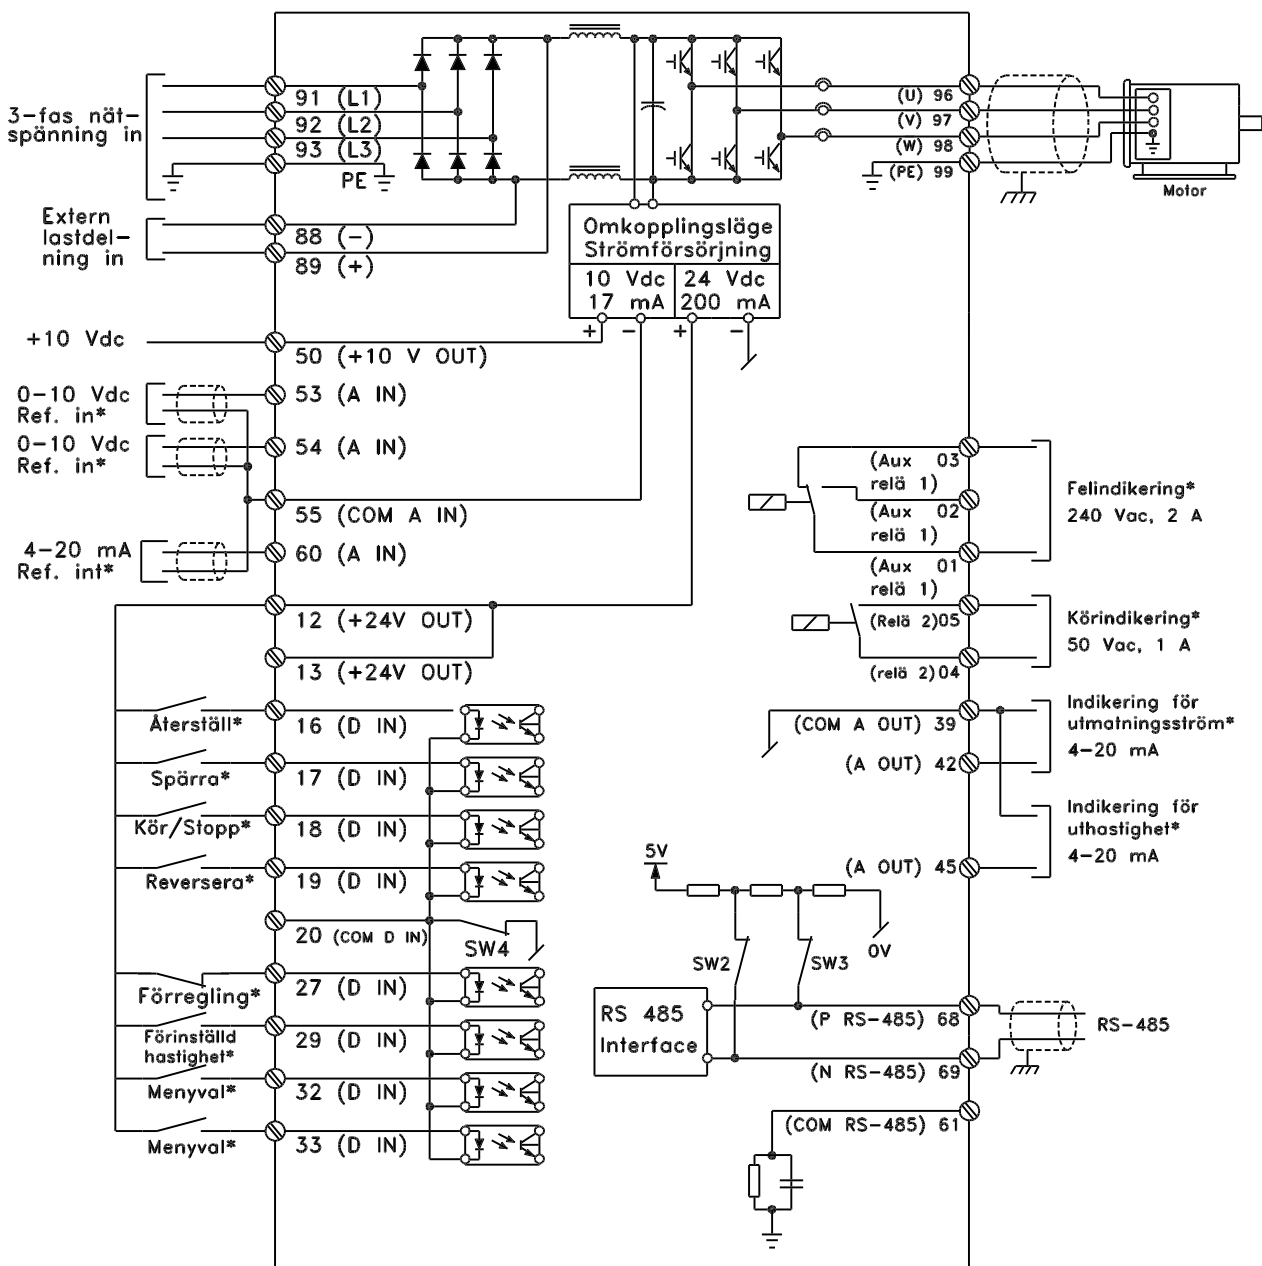 3-fas nät-
spänning in
91 (L1)
92 (L2)
93 (L3)
PE
Extern
lastdel-
ning in
88 (-)
89 (+)
Omkopplingsläge
Strömförsörjning
10 Vdc
17 mA
24 Vdc
200 mA
+ - + -
(U) 96
(V) 97
(W) 98
(PE) 99
Motor
+10 Vdc
50 (+10 V OUT)
0-10 Vdc
Ref. in*
53 (A IN)
0-10 Vdc
Ref. in*
54 (A IN)
55 (COM A IN)
4-20 mA
Ref. int*
60 (A IN)
12 (+24V OUT)
13 (+24V OUT)
Återställ*
16 (D IN)
Spärra*
17 (D IN)
Kör/Stopp*
18 (D IN)
Reversera*
19 (D IN)
20 (COM D IN)
SW4
Förregling*
27 (D IN)
Förinställd
hastighet*
29 (D IN)
Menyval*
32 (D IN)
Menyval*
33 (D IN)
(Aux 03
relä 1)
(Aux 02
relä 1)
(Aux 01
relä 1)
Felindikering*
240 Vac, 2 A
(Relä 2)05
(relä 2)04
Körindikering*
50 Vac, 1 A
(COM A OUT) 39
(A OUT) 42
Indikering för
utmatningsström*
4-20 mA
(A OUT) 45
Indikering för
uthastighet*
4-20 mA
5V
0V
SW2
SW3
RS 485
Interface
(P RS-485) 68
(N RS-485) 69
RS-485
(COM RS-485) 61